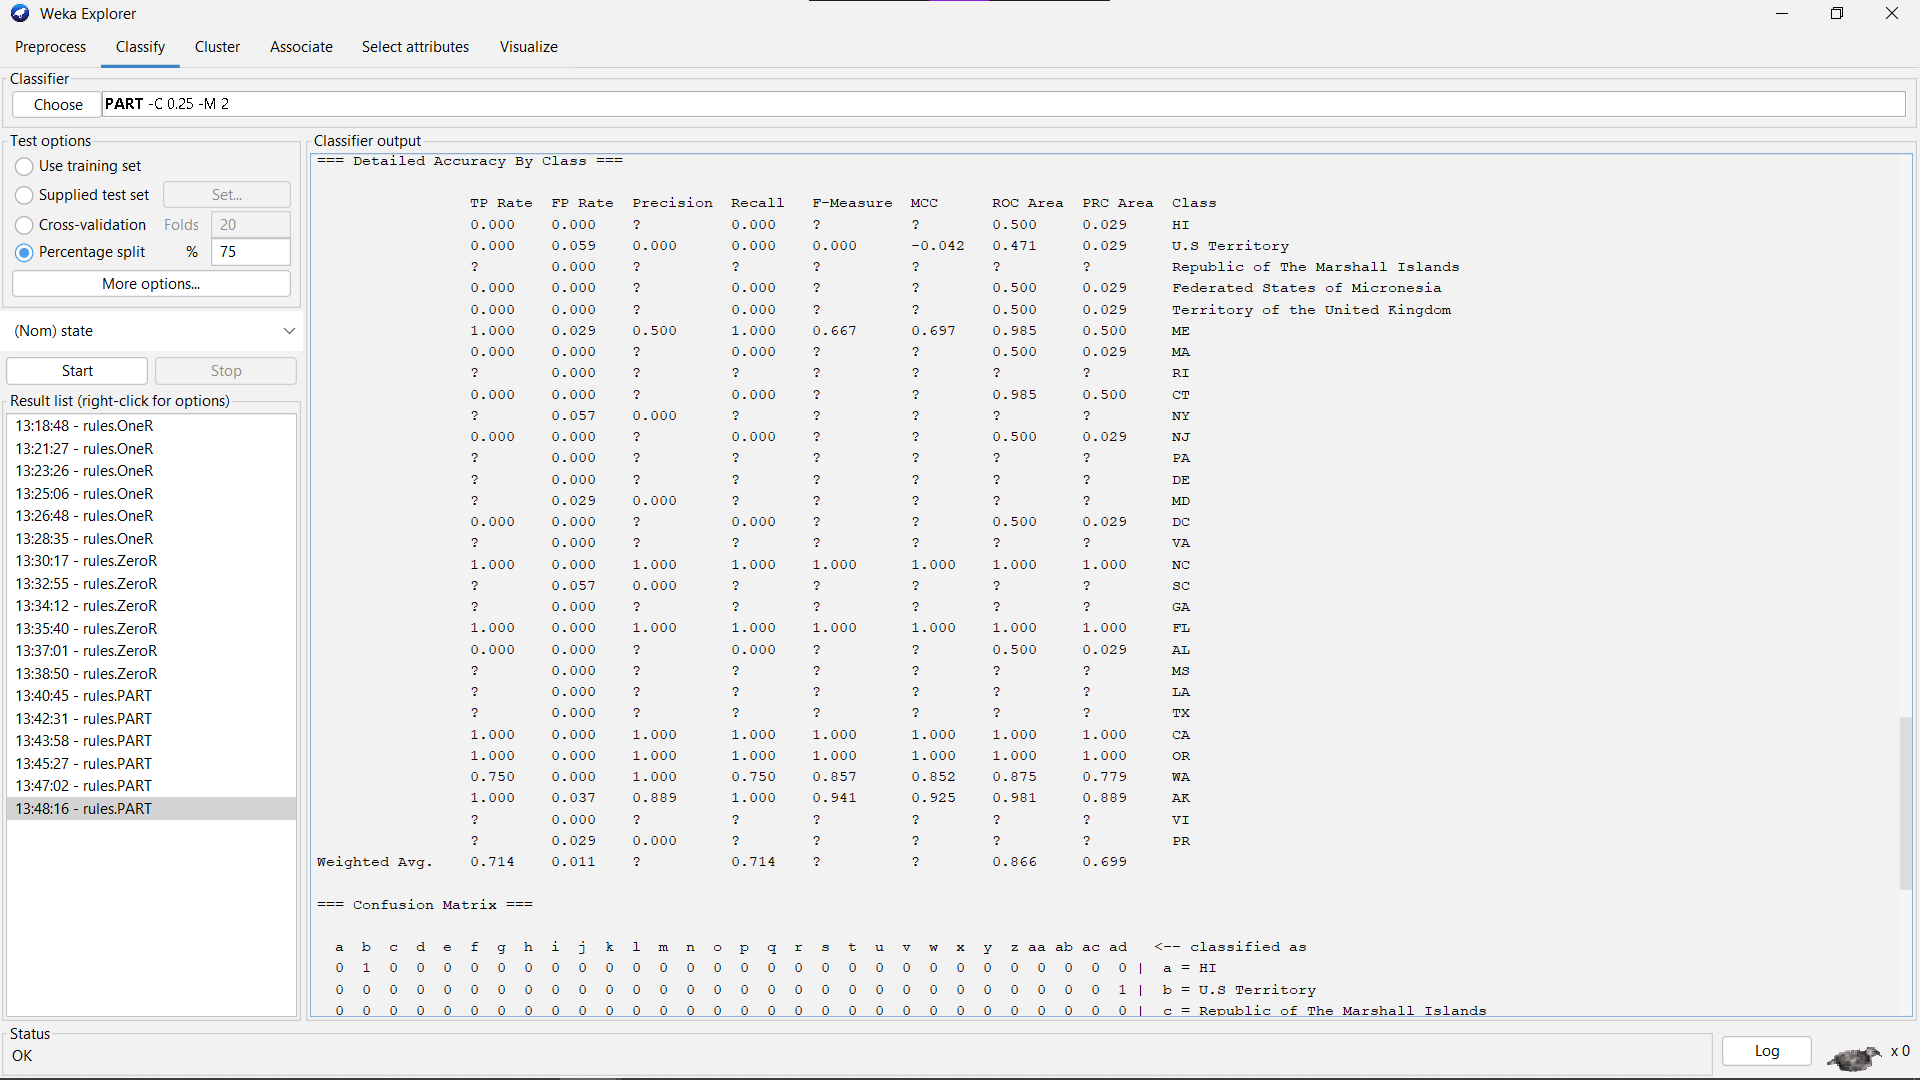 Weka Explorer
Preprocess Classify Cluster Associate Select attributes Visualize
Classifier
Choose PART -C 0.25 -M 2
Test options
Use training set
Supplied test set Set...
Cross-validation Folds 20
Percentage split % 75
More options...
(Nom) state
Start Stop
Result list (right-click for options)
13:18:48 - rules.OneR
13:21:27 - rules.OneR
13:23:26 - rules.OneR
13:25:06 - rules.OneR
13:26:48 - rules.OneR
13:28:35 - rules.OneR
13:30:17 - rules.ZeroR
13:32:55 - rules.ZeroR
13:34:12 - rules.ZeroR
13:35:40 - rules.ZeroR
13:37:01 - rules.ZeroR
13:38:50 - rules.ZeroR
13:40:45 - rules.PART
13:42:31 - rules.PART
13:43:58 - rules.PART
13:45:27 - rules.PART
13:47:02 - rules.PART
13:48:16 - rules.PART
Classifier output
=== Detailed Accuracy By Class ===
TP Rate FP Rate Precision Recall F-Measure MCC ROC Area PRC Area Class
0.000 0.000 ? 0.000 ? ? 0.500 0.029 HI
0.000 0.059 0.000 0.000 0.000 -0.042 0.471 0.029 U.S Territory
? 0.000 ? ? ? ? ? ? Republic of The Marshall Islands
0.000 0.000 ? 0.000 ? ? 0.500 0.029 Federated States of Micronesia
0.000 0.000 ? 0.000 ? ? 0.500 0.029 Territory of the United Kingdom
1.000 0.029 0.500 1.000 0.667 0.697 0.985 0.500 ME
0.000 0.000 ? 0.000 ? ? 0.500 0.029 MA
? 0.000 ? ? ? ? ? ? RI
0.000 0.000 ? 0.000 ? ? 0.985 0.500 CT
? 0.057 0.000 ? ? ? ? ? NY
0.000 0.000 ? 0.000 ? ? 0.500 0.029 NJ
? 0.000 ? ? ? ? ? ? PA
? 0.000 ? ? ? ? ? ? DE
? 0.029 0.000 ? ? ? ? ? MD
0.000 0.000 ? 0.000 ? ? 0.500 0.029 DC
? 0.000 ? ? ? ? ? ? VA
1.000 0.000 1.000 1.000 1.000 1.000 1.000 1.000 NC
? 0.057 0.000 ? ? ? ? ? SC
? 0.000 ? ? ? ? ? ? GA
1.000 0.000 1.000 1.000 1.000 1.000 1.000 1.000 FL
0.000 0.000 ? 0.000 ? ? 0.500 0.029 AL
? 0.000 ? ? ? ? ? ? MS
? 0.000 ? ? ? ? ? ? LA
? 0.000 ? ? ? ? ? ? TX
1.000 0.000 1.000 1.000 1.000 1.000 1.000 1.000 CA
1.000 0.000 1.000 1.000 1.000 1.000 1.000 1.000 OR
0.750 0.000 1.000 0.750 0.857 0.852 0.875 0.779 WA
1.000 0.037 0.889 1.000 0.941 0.925 0.981 0.889 AK
? 0.000 ? ? ? ? ? ? VI
? 0.029 0.000 ? ? ? ? ? PR
Weighted Avg. 0.714 0.011 ? 0.714 ? ? 0.866 0.699
=== Confusion Matrix ===
a b c d e f g h i j k l m n o p q r s t u v w x y z aa ab ac ad <-- classified as
0 1 0 0 0 0 0 0 0 0 0 0 0 0 0 0 0 0 0 0 0 0 0 0 0 0 0 0 0 0 | a = HI
0 0 0 0 0 0 0 0 0 0 0 0 0 0 0 0 0 0 0 0 0 0 0 0 0 0 0 0 0 1 | b = U.S Territory
0 0 0 0 0 0 0 0 0 0 0 0 0 0 0 0 0 0 0 0 0 0 0 0 0 0 0 0 0 0 | c = Republic of The Marshall Islands
Status
OK
Log
x 0